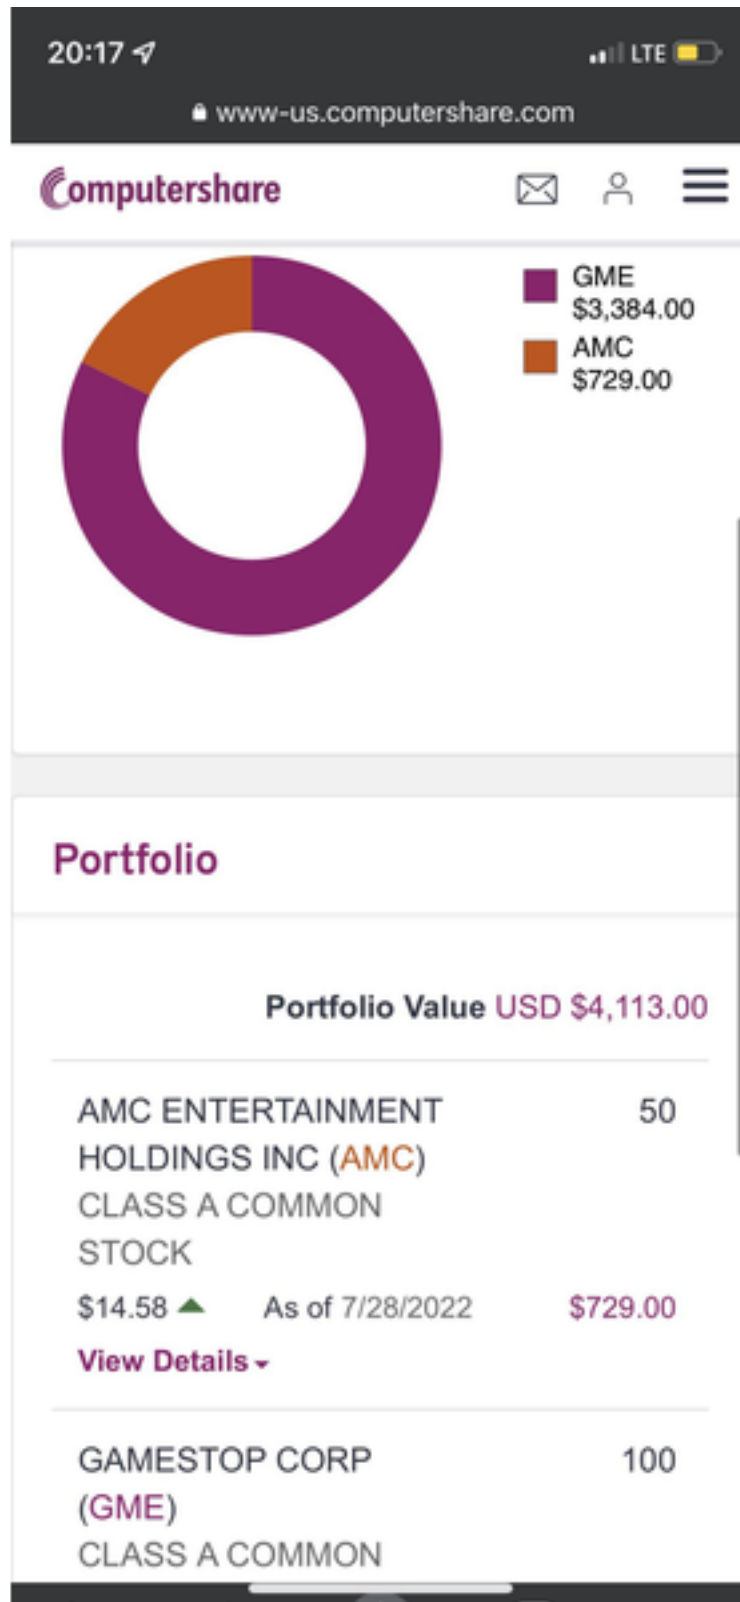 20:17
LTE
www-us.computershare.com
Computershare
GME
$3,384.00
AMC
$729.00
Portfolio
Portfolio Value USD $4,113.00
AMC ENTERTAINMENT 50
HOLDINGS INC (AMC)
CLASS A COMMON
STOCK
$14.58 As of 7/28/2022 $729.00
View Details
GAMESTOP CORP 100
(GME)
CLASS A COMMON